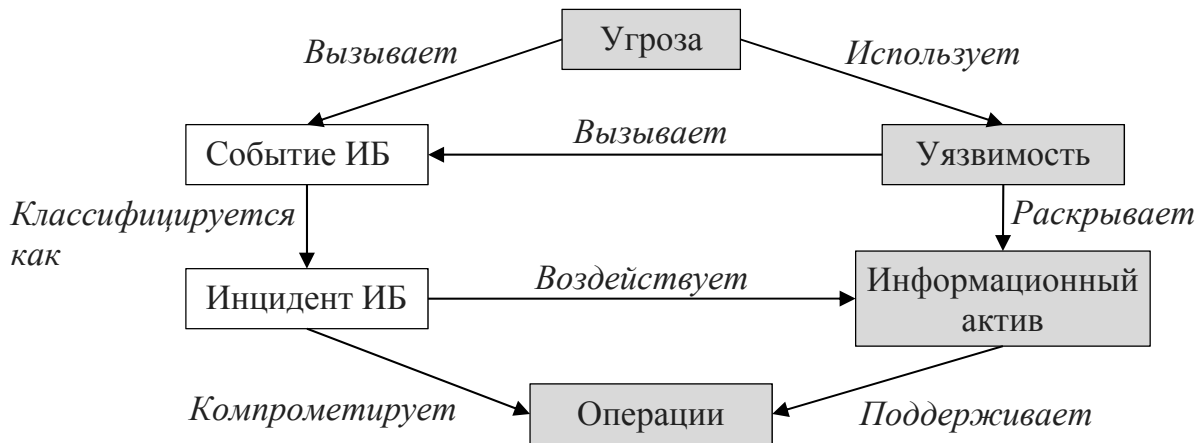 Угроза
Вызывает
Использует
Событие ИБ
Вызывает
Уязвимость
Классифицируется
как
Раскрывает
Инцидент ИБ
Воздействует
Информационный
актив
Компрометирует
Операции
Поддерживает